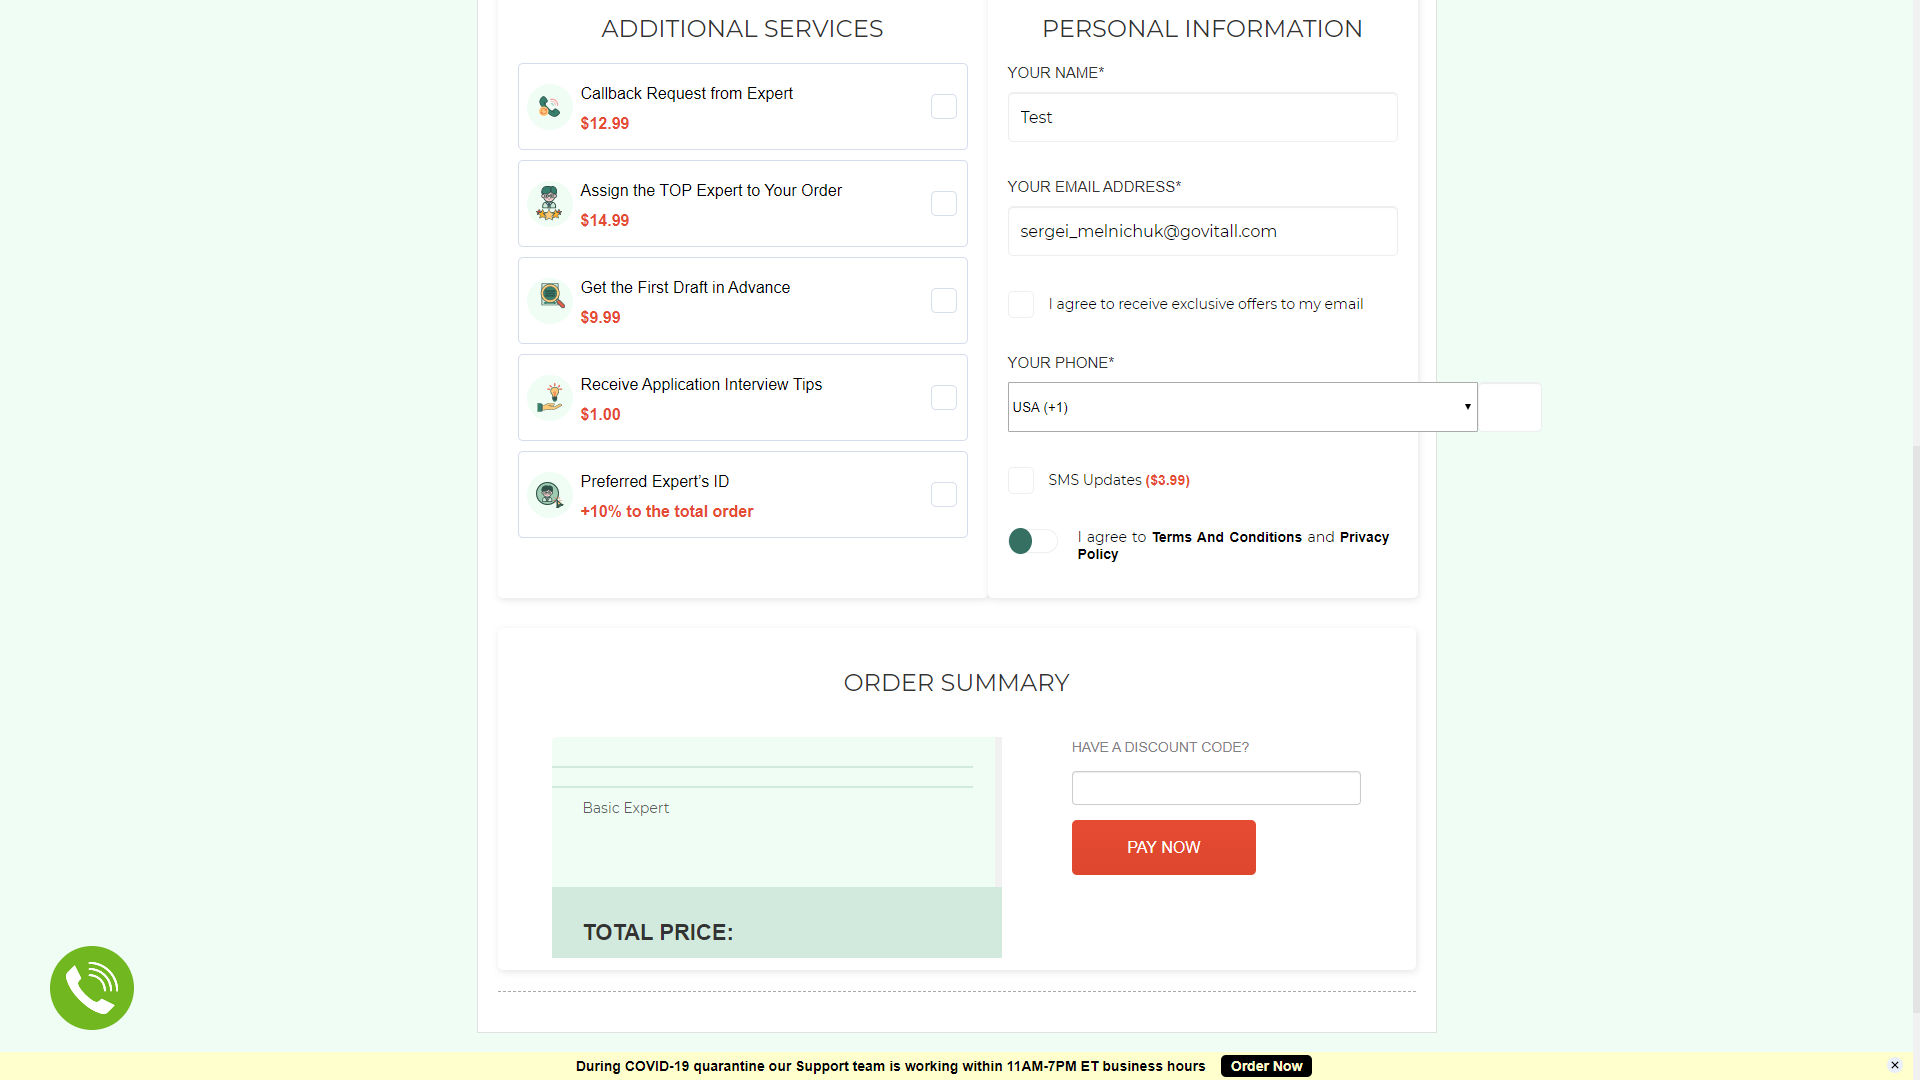 ADDITIONAL SERVICES
Callback Request from Expert
$12.99
Assign the TOP Expert to Your Order
$14.99
Get the First Draft in Advance
$9.99
Receive Application Interview Tips
$1.00
Preferred Expert's ID
+10% to the total order
PERSONAL INFORMATION
YOUR NAME*
Test
YOUR EMAIL ADDRESS*
sergei_melnichuk@govitall.com
I agree to receive exclusive offers to my email
YOUR PHONE*
USA (+1)
SMS Updates ($3.99)
I agree to Terms And Conditions and Privacy
Policy
ORDER SUMMARY
Basic Expert
TOTAL PRICE:
HAVE A DISCOUNT CODE?
PAY NOW
During COVID-19 quarantine our Support team is working within 11AM-7PM ET business hours Order Now